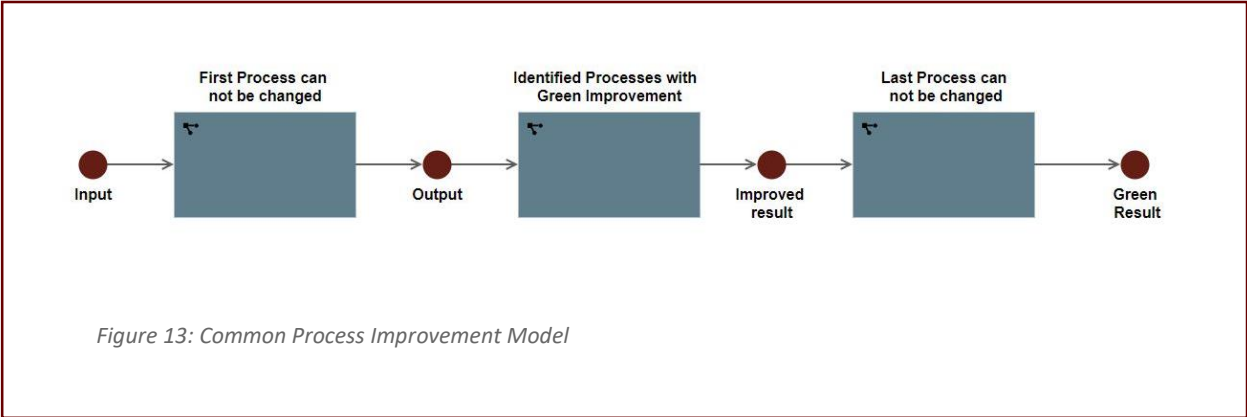 First Process can
not be changed
Identified Processes with
Green Improvement
Last Process can
not be changed
Input
Output
Improved
result
Green
Result
Figure 13: Common Process Improvement Model